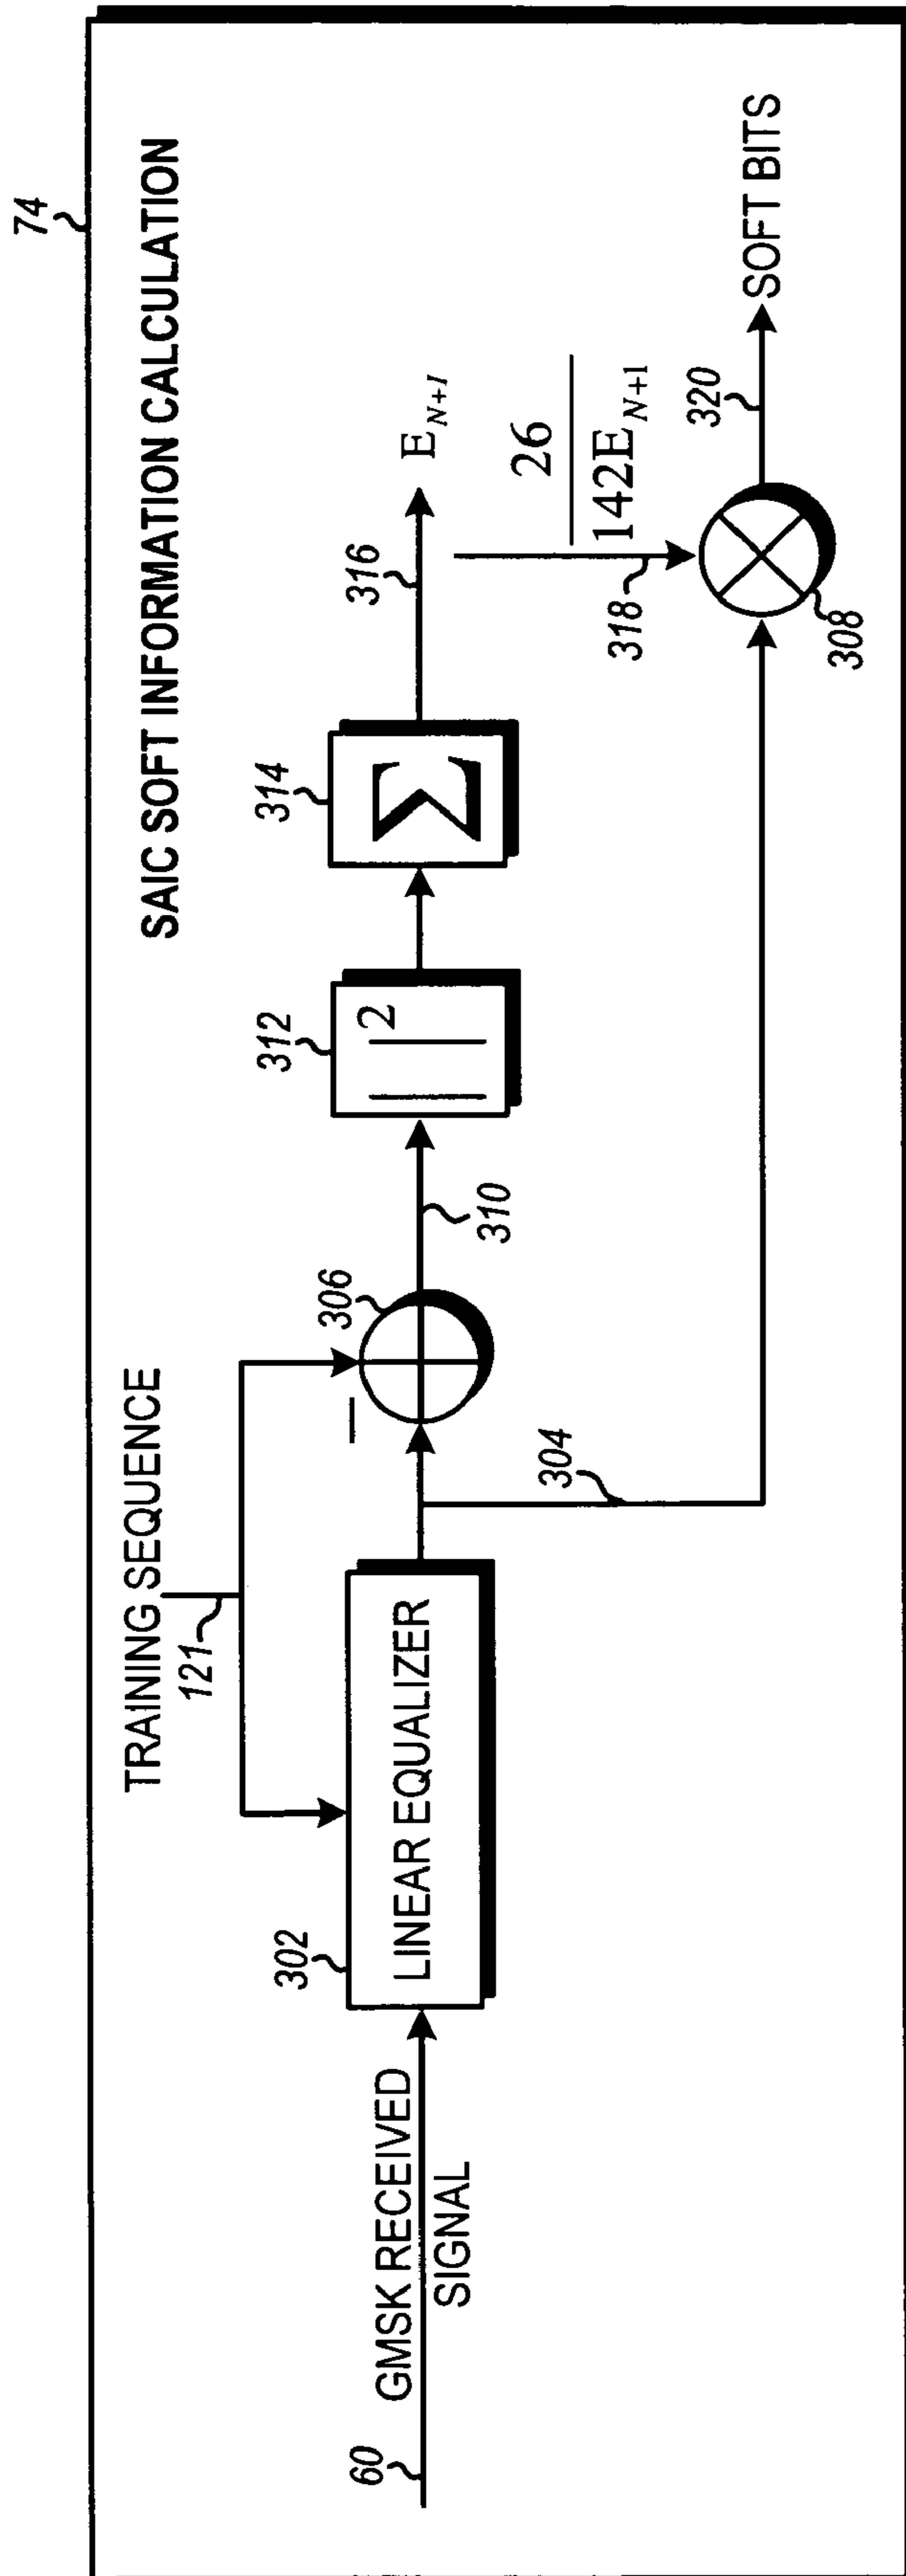 74
SAIC SOFT INFORMATION CALCULATION
TRAINING SEQUENCE
121
302
LINEAR EQUALIZER
60
GMSK RECEIVED
SIGNAL
304
306
—
310
312
| |²
314
Σ
316
E_{N+I}
26
142E_{N+1}
318
308
320
SOFT BITS